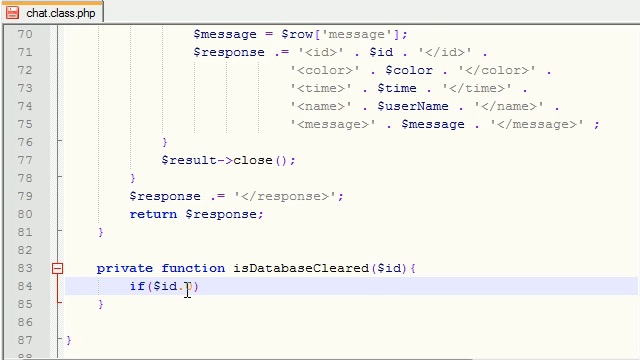 chat.class.php
70 $message = $row['message'];
71 $response .= '<id>' . $id . '</id>' .
72 '<color>' . $color . '</color>' .
73 '<time>' . $time . '</time>' .
74 '<name>' . $userName . '</name>' .
75 '<message>' . $message . '</message>' ;
76 }
77 $result->close();
78 }
79 $response .= '</response>';
80 return $response;
81 }
82
83 private function isDatabaseCleared($id){
84 if($id.0)
85 }
86
87 }
88